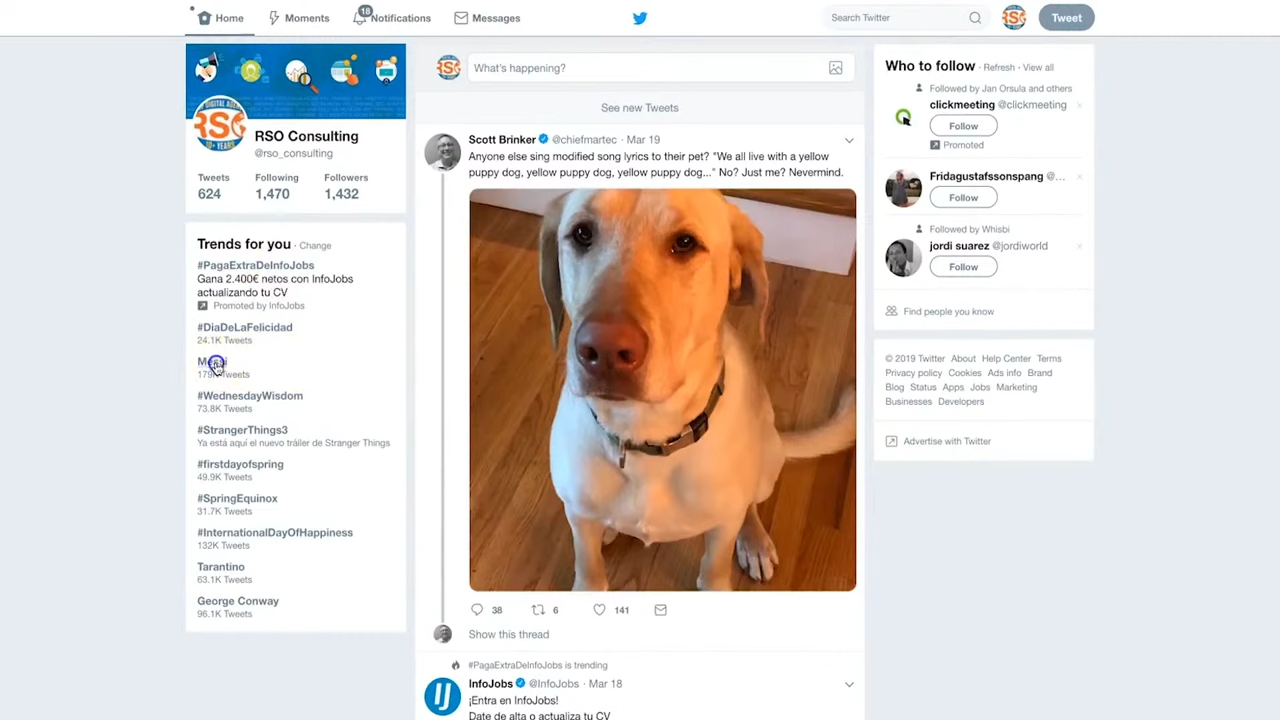 Home
Moments
18
Notifications
Messages
Search Twitter
Tweet
RSO Consulting
@rso_consulting
Tweets Following Followers
624 1,470 1,432
Trends for you · Change
#PagaExtraDeInfoJobs
Gana 2.400€ netos con InfoJobs
actualizando tu CV
Promoted by InfoJobs
#DiaDeLaFelicidad
24.1K Tweets
Tweets
#WednesdayWisdom
73.8K Tweets
#StrangerThings3
Ya está aquí el nuevo tráiler de Stranger Things
#firstdayofspring
49.9K Tweets
#SpringEquinox
31.7K Tweets
#InternationalDayOfHappiness
132K Tweets
Tarantino
63.1K Tweets
George Conway
96.1K Tweets
What's happening?
See new Tweets
Scott Brinker @chiefmartec · Mar 19
Anyone else sing modified song lyrics to their pet? "We all live with a yellow
puppy dog, yellow puppy dog, yellow puppy dog..." No? Just me? Nevermind.
38 6 141
Show this thread
#PagaExtraDeInfoJobs is trending
InfoJobs @InfoJobs · Mar 18
¡Entra en InfoJobs!
Date de alta o actualiza tu CV
Who to follow · Refresh · View all
Followed by Jan Orsula and others
clickmeeting @clickmeeting
Follow
Promoted
Fridagustafssonspang @...
Follow
Followed by Whisbi
jordi suarez @jordiworld
Follow
Find people you know
© 2019 Twitter About Help Center Terms
Privacy policy Cookies Ads info Brand
Blog Status Apps Jobs Marketing
Businesses Developers
Advertise with Twitter